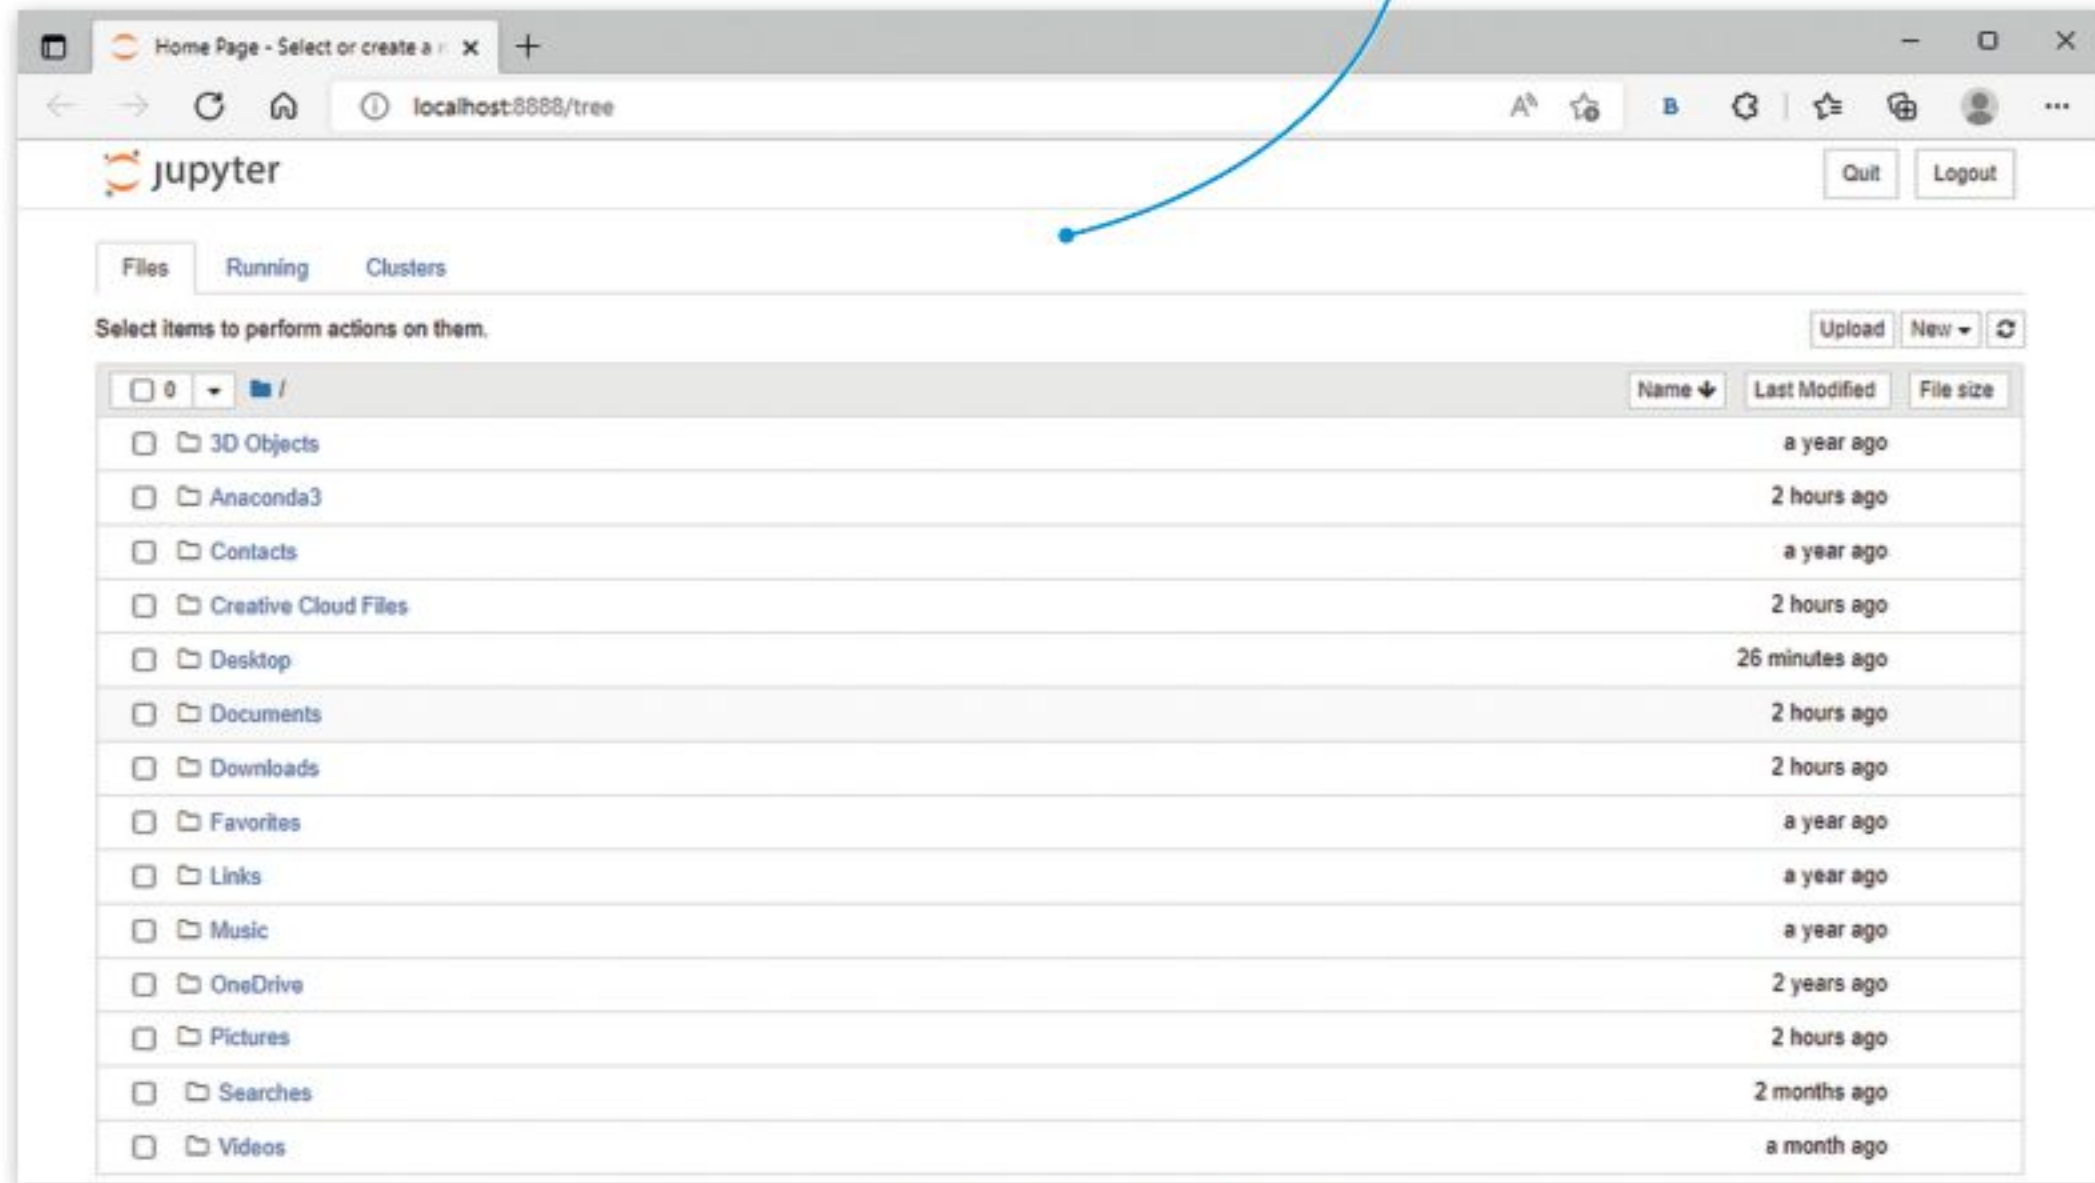 Home Page - Select or create a
localhost:8888/tree
B
jupyter
Quit Logout
Files Running Clusters
Select items to perform actions on them.
Upload New
0 / Name Last Modified File size
3D Objects a year ago
Anaconda3 2 hours ago
Contacts a year ago
Creative Cloud Files 2 hours ago
Desktop 26 minutes ago
Documents 2 hours ago
Downloads 2 hours ago
Favorites a year ago
Links a year ago
Music a year ago
OneDrive 2 years ago
Pictures 2 hours ago
Searches 2 months ago
Videos a month ago